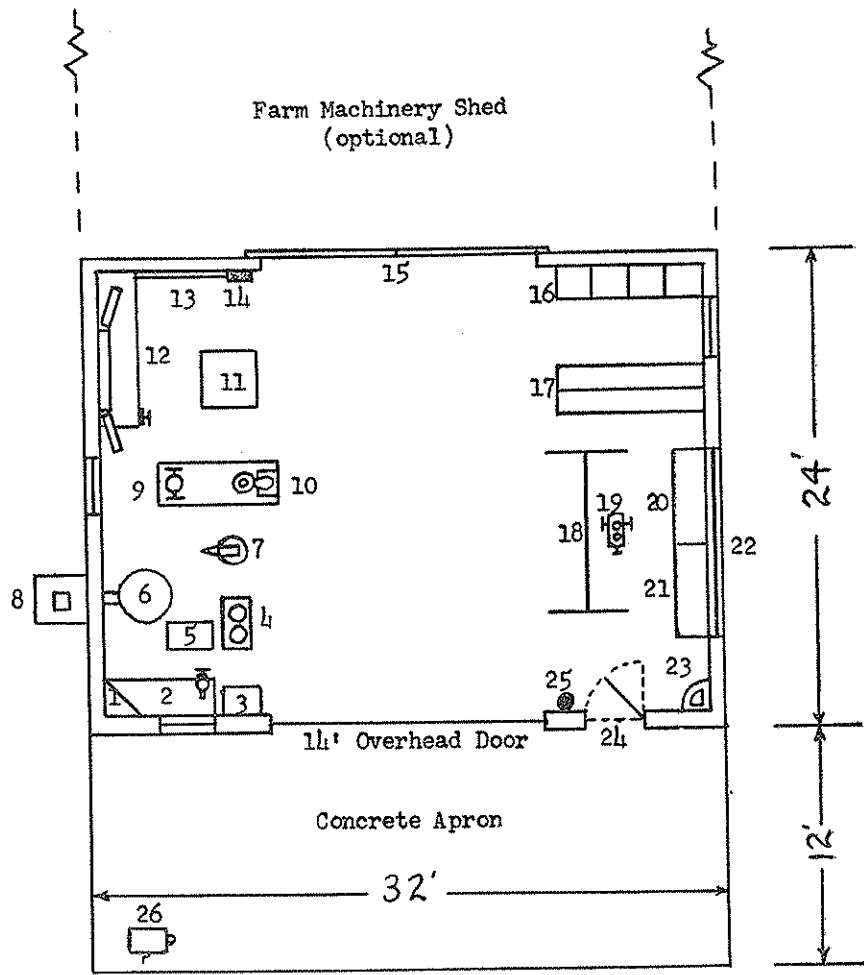 Farm Machinery Shed
(optional)
13 14 15 16
12
11
17
9 10
18 19 20 22
7
8 6
5 4 21
1 2 3 25 23
24
14' Overhead Door
Concrete Apron
32'
26
24'
12'